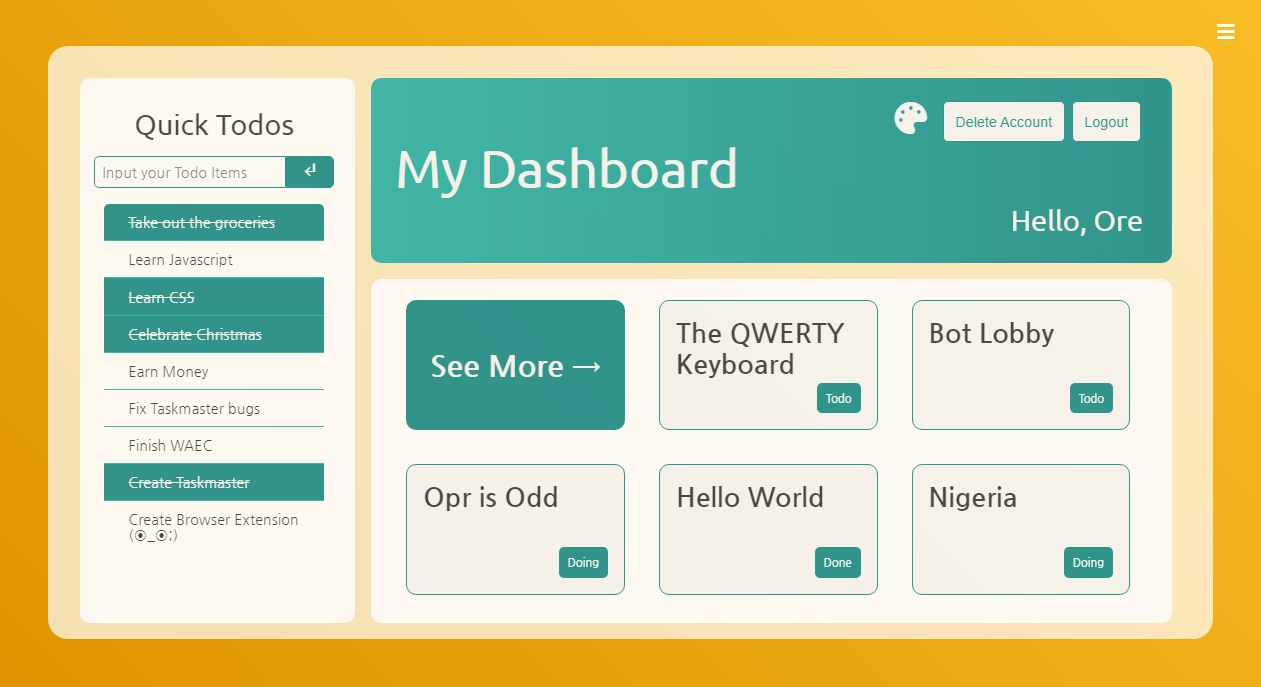 Quick Todos
Input your Todo Items
Take out the groceries
Learn Javascript
Learn CSS
Celebrate Christmas
Earn Money
Fix Taskmaster bugs
Finish WAEC
Create Taskmaster
Create Browser Extension
(⦿_⦿;)
Delete Account
Logout
My Dashboard
Hello, Ore
See More →
The QWERTY
Keyboard
Todo
Bot Lobby
Todo
Opr is Odd
Doing
Hello World
Done
Nigeria
Doing